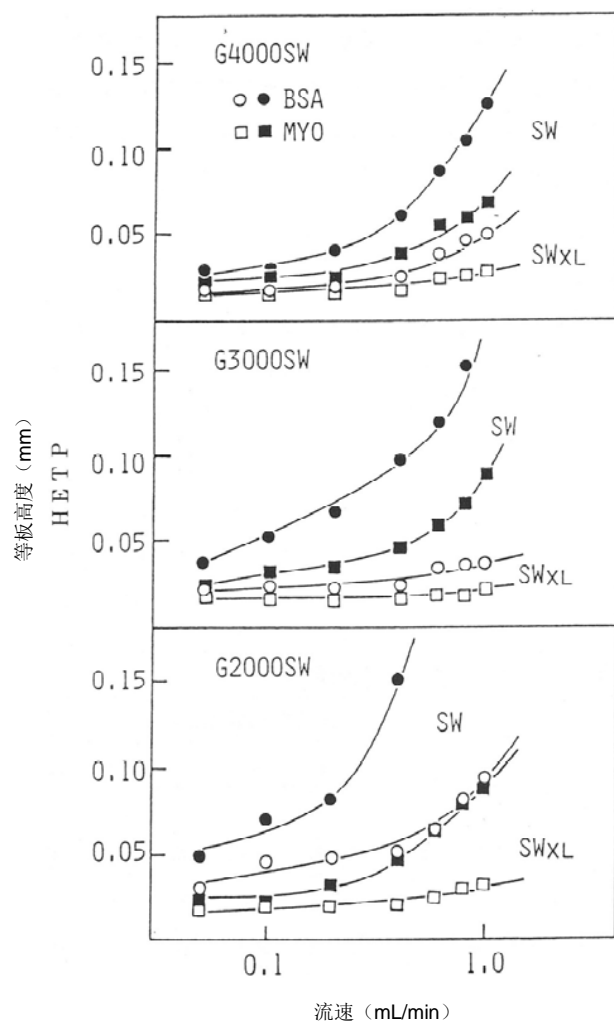 G4000SW
○ ● BSA
□ ■ MYO
0.15
0.10
0.05
SW
SWXL
G3000SW
0.15
0.10
0.05
SW
SWXL
等板高度（mm）
HETP
G2000SW
0.15
0.10
0.05
SW
SWXL
0.1
1.0
流速（mL/min）